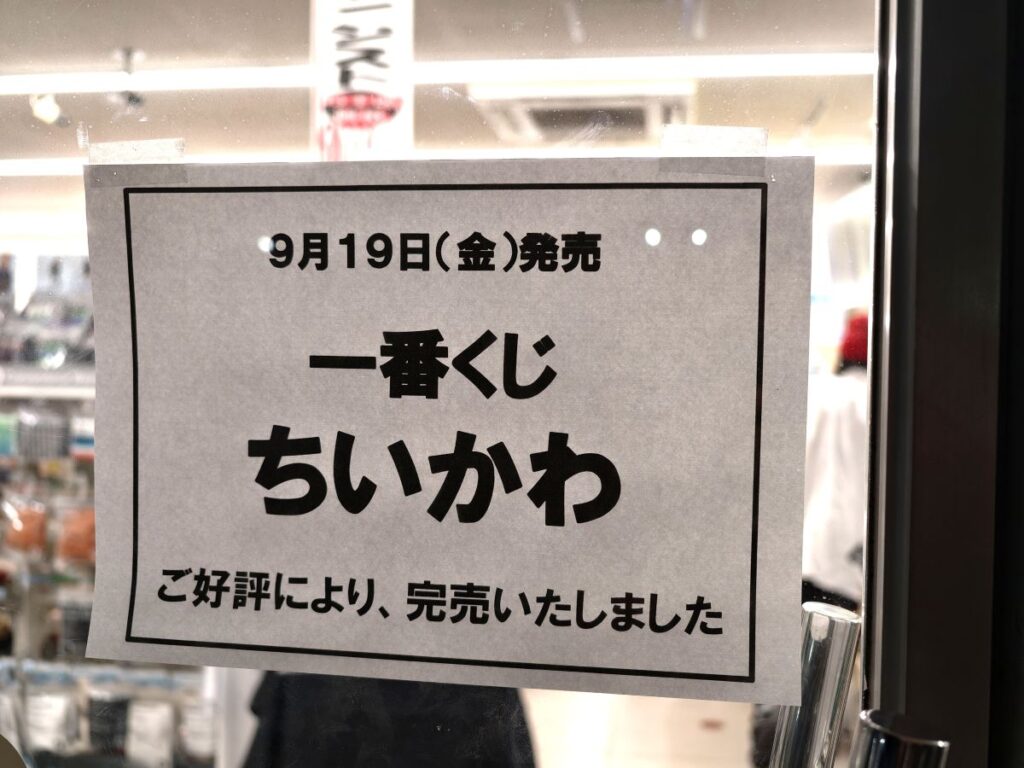 9月19日(金)発売
一番くじ
ちいかわ
ご好評により、完売いたしました